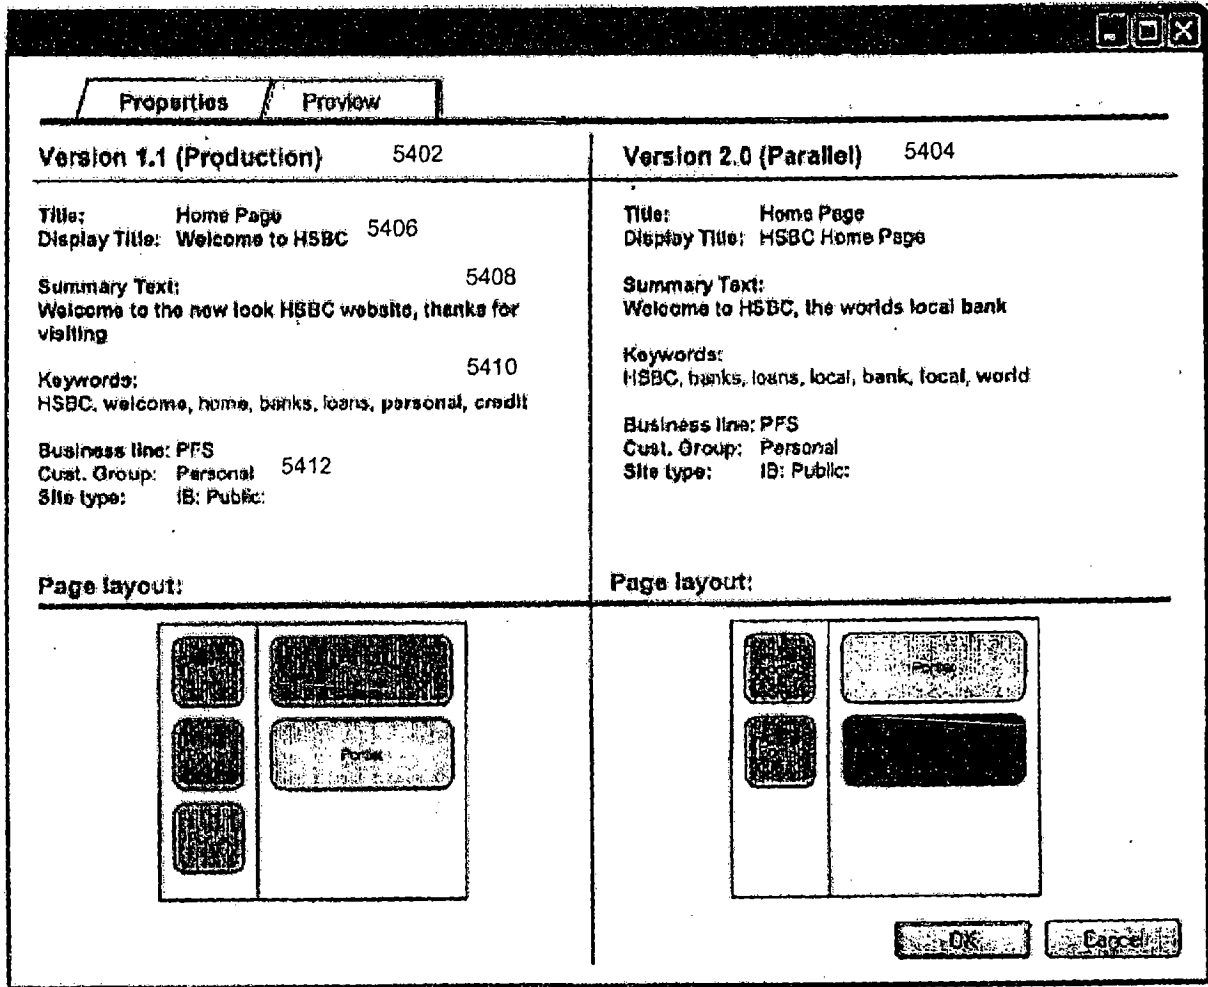 Properties
Preview
Version 1.1 (Production) 5402
Title: Home Page
Display Title: Welcome to HSBC 5406
Summary Text: 5408
Welcome to the new look HSBC website, thanks for
visiting
Keywords: 5410
HSBC, welcome, home, banks, loans, personal, credit
Business line: PFS
Cust. Group: Personal 5412
Site type: IB: Public:
Page layout:
Portlet
Version 2.0 (Parallel) 5404
Title: Home Page
Display Title: HSBC Home Page
Summary Text:
Welcome to HSBC, the worlds local bank
Keywords:
HSBC, banks, loans, local, bank, local, world
Business line: PFS
Cust. Group: Personal
Site type: IB: Public:
Page layout:
Portlet
OK
Cancel